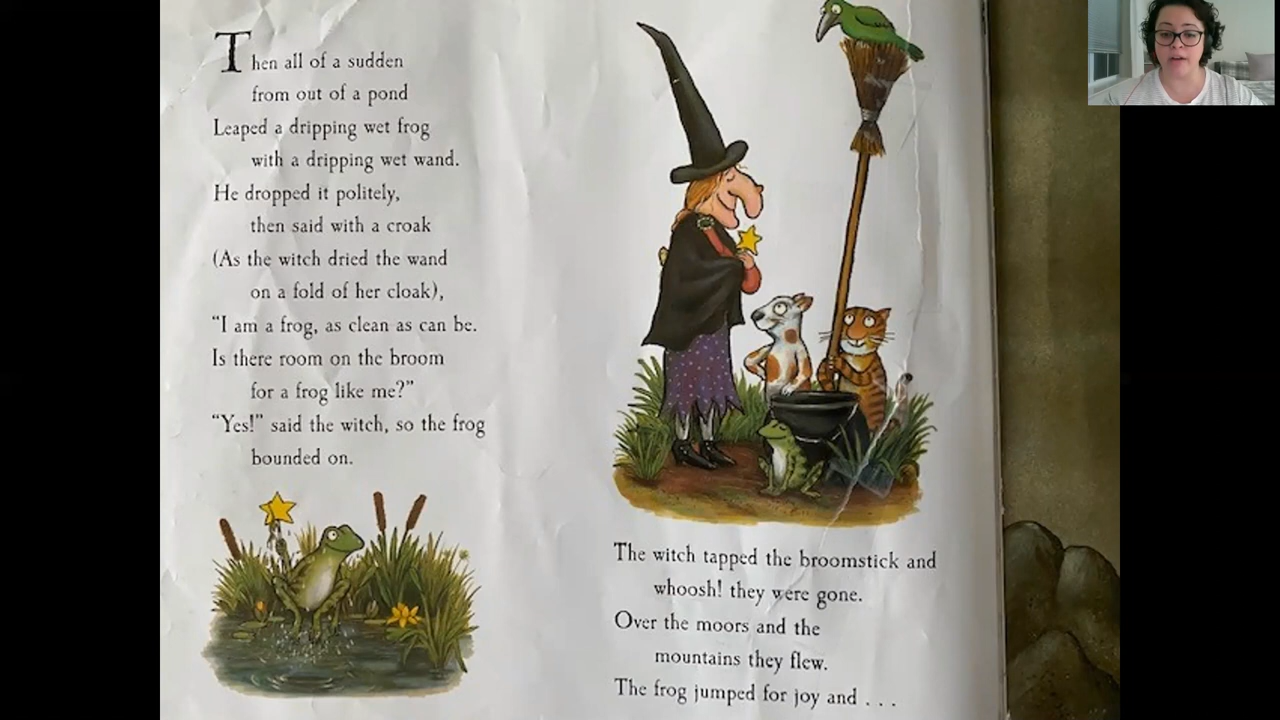 Then all of a sudden
from out of a pond
Leaped a dripping wet frog
with a dripping wet wand.
He dropped it politely,
then said with a croak
(As the witch dried the wand
on a fold of her cloak),
“I am a frog, as clean as can be.
Is there room on the broom
for a frog like me?”
“Yes!” said the witch, so the frog
bounded on.
The witch tapped the broomstick and
whoosh! they were gone.
Over the moors and the
mountains they flew.
The frog jumped for joy and . . .